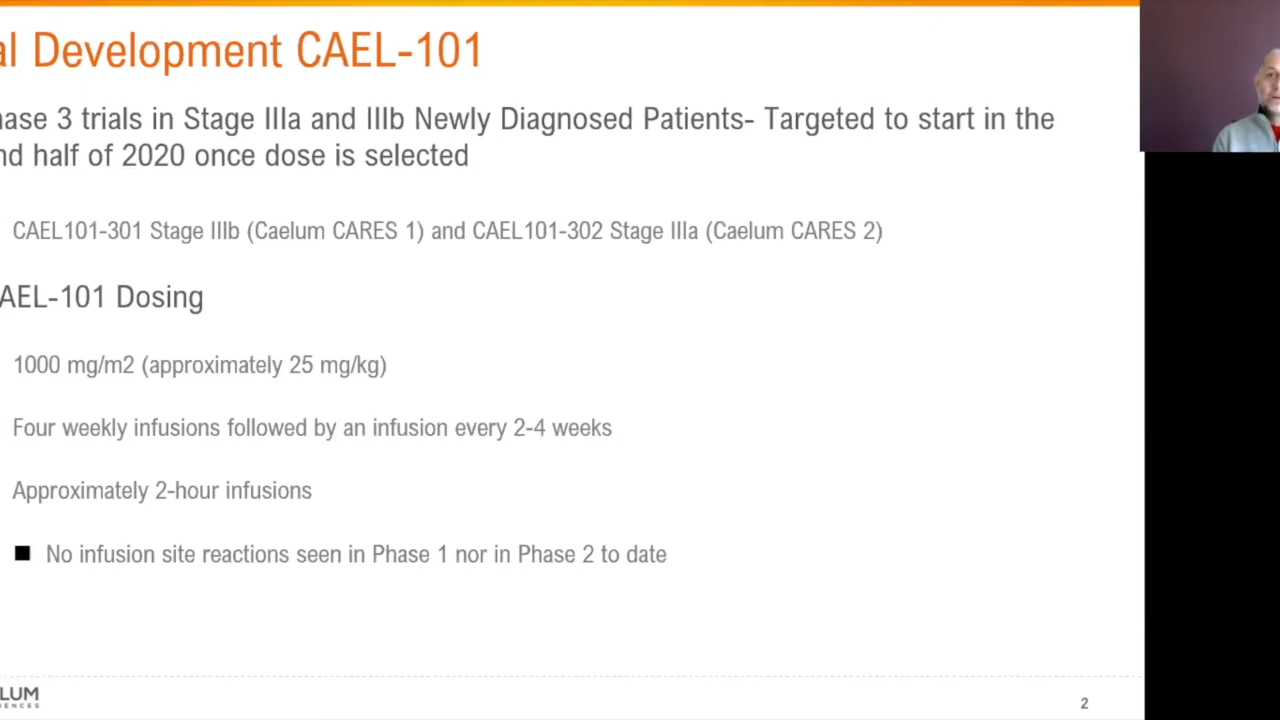 al Development CAEL-101
hase 3 trials in Stage IIIa and IIIb Newly Diagnosed Patients- Targeted to start in the
nd half of 2020 once dose is selected
CAEL101-301 Stage IIIb (Caelum CARES 1) and CAEL101-302 Stage IIIa (Caelum CARES 2)
AEL-101 Dosing
1000 mg/m2 (approximately 25 mg/kg)
Four weekly infusions followed by an infusion every 2-4 weeks
Approximately 2-hour infusions
No infusion site reactions seen in Phase 1 nor in Phase 2 to date
LUM
IENCES
2